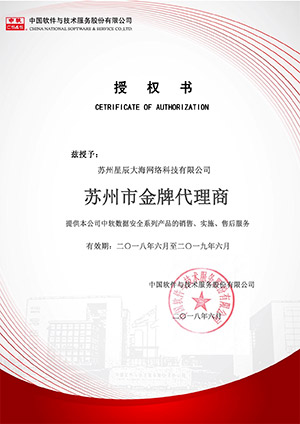 中软
中国软件与技术服务股份有限公司
CHINA NATIONAL SOFTWARE & SERVICE CO.,LTD.
授 权 书
CETRIFICATE OF AUTHORIZATION
兹授予：
苏州星辰大海网络科技有限公司
苏州市金牌代理商
提供本公司中软数据安全系列产品的销售、实施、售后服务
有效期：二〇一八年六月至二〇一九年六月
中国软件与技术服务股份有限公司
二〇一八年六月